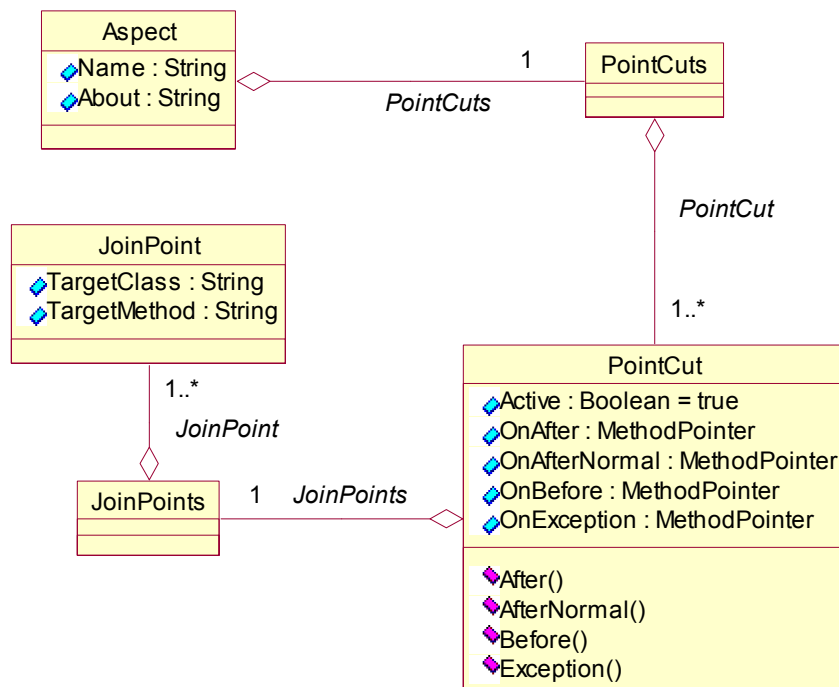 Aspect
Name : String
About : String
1
PointCuts
PointCuts
PointCut
1..*
JoinPoint
TargetClass : String
TargetMethod : String
1..*
JoinPoint
JoinPoints
1
JoinPoints
PointCut
Active : Boolean = true
OnAfter : MethodPointer
OnAfterNormal : MethodPointer
OnBefore : MethodPointer
OnException : MethodPointer
After()
AfterNormal()
Before()
Exception()